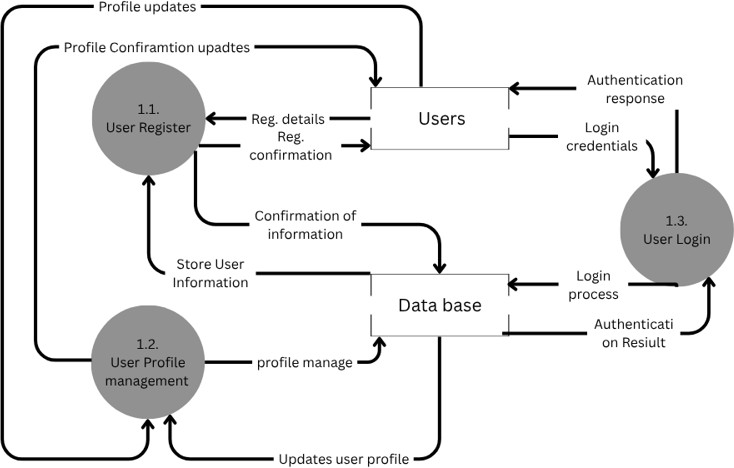 Profile updates
Profile Confiramtion upadtes
1.1.
User Register
Reg. details
Reg.
confirmation
Users
Authentication
response
Login
credentials
1.3.
User Login
Confirmation of
information
Store User
Information
Data base
Login
process
Authenticati
on Resiult
1.2.
User Profile
management
profile manage
Updates user profile